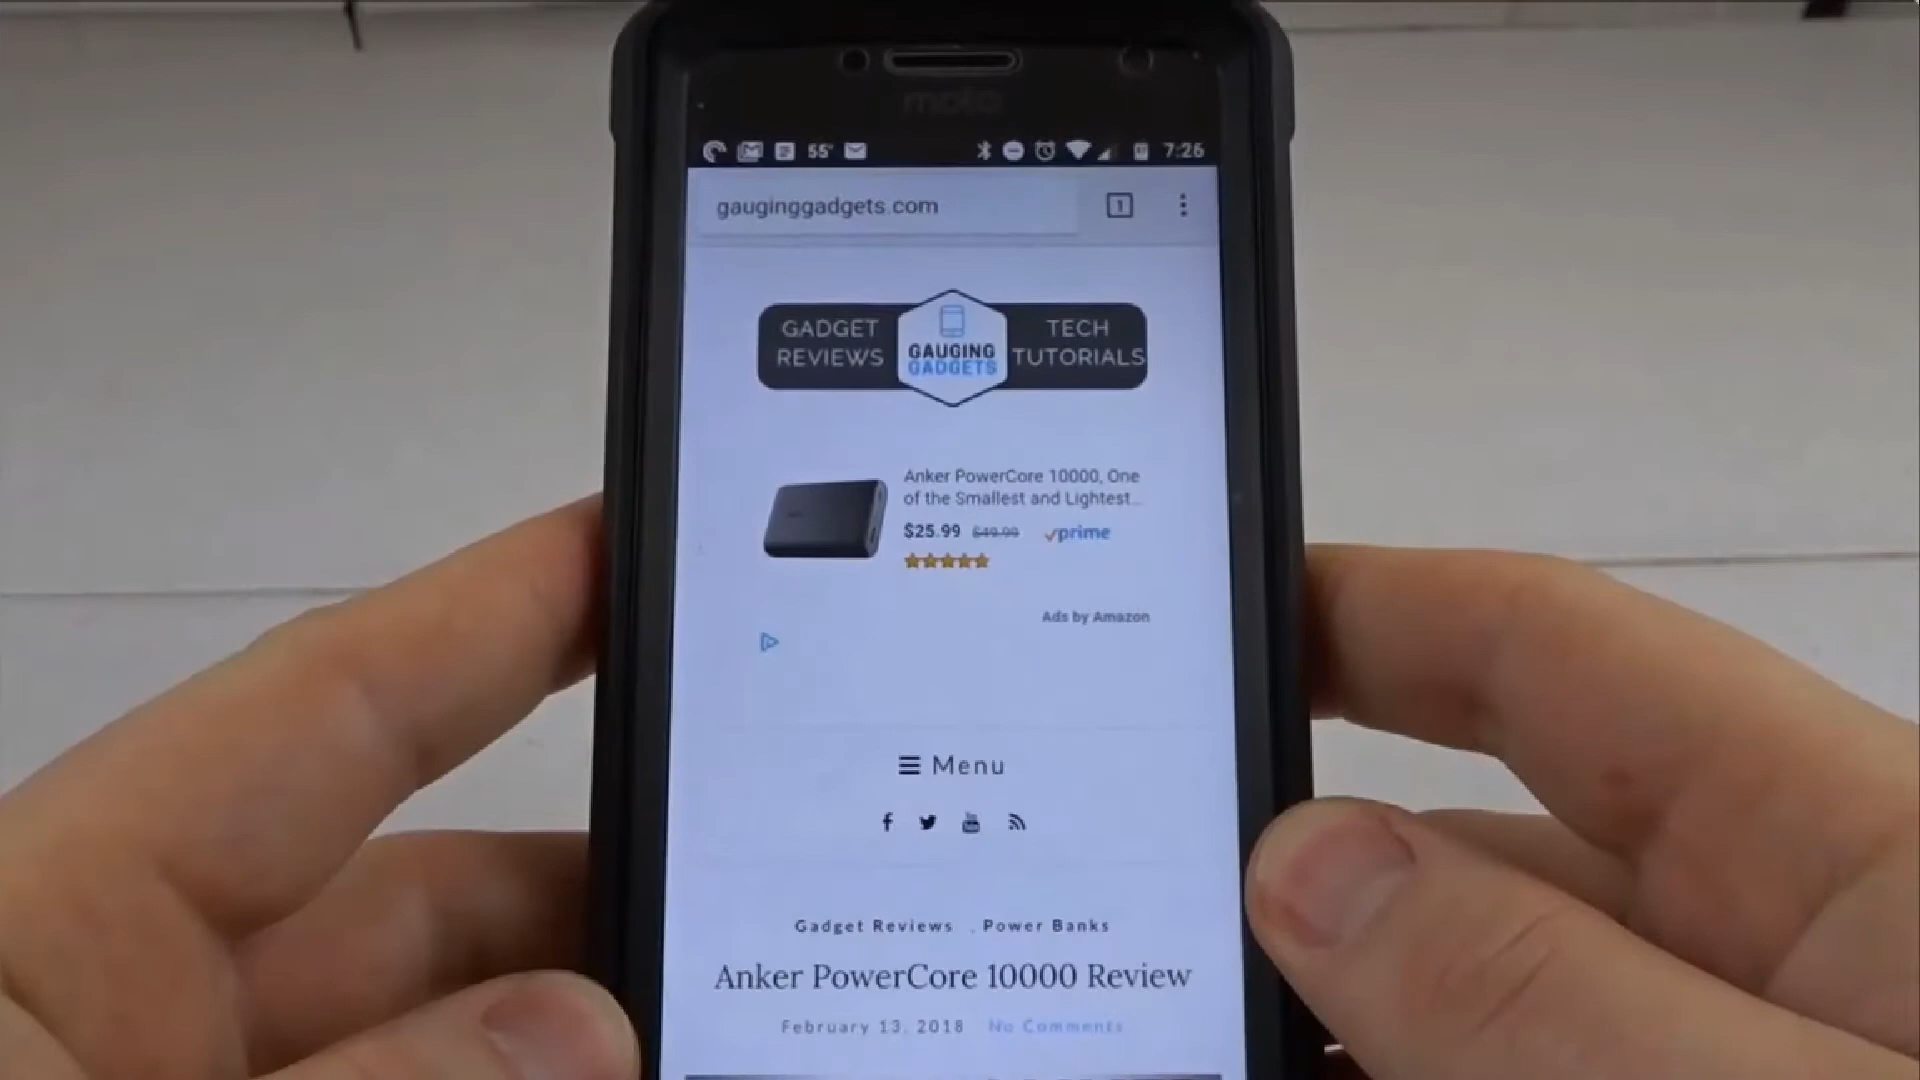 moto
55° 7:26
gauginggadgets.com 1
GADGET REVIEWS
GAUGING GADGETS
TECH TUTORIALS
Anker PowerCore 10000, One
of the Smallest and Lightest...
$25.99 $49.99 prime
Ads by Amazon
Menu
Gadget Reviews , Power Banks
Anker PowerCore 10000 Review
February 13, 2018 No Comments